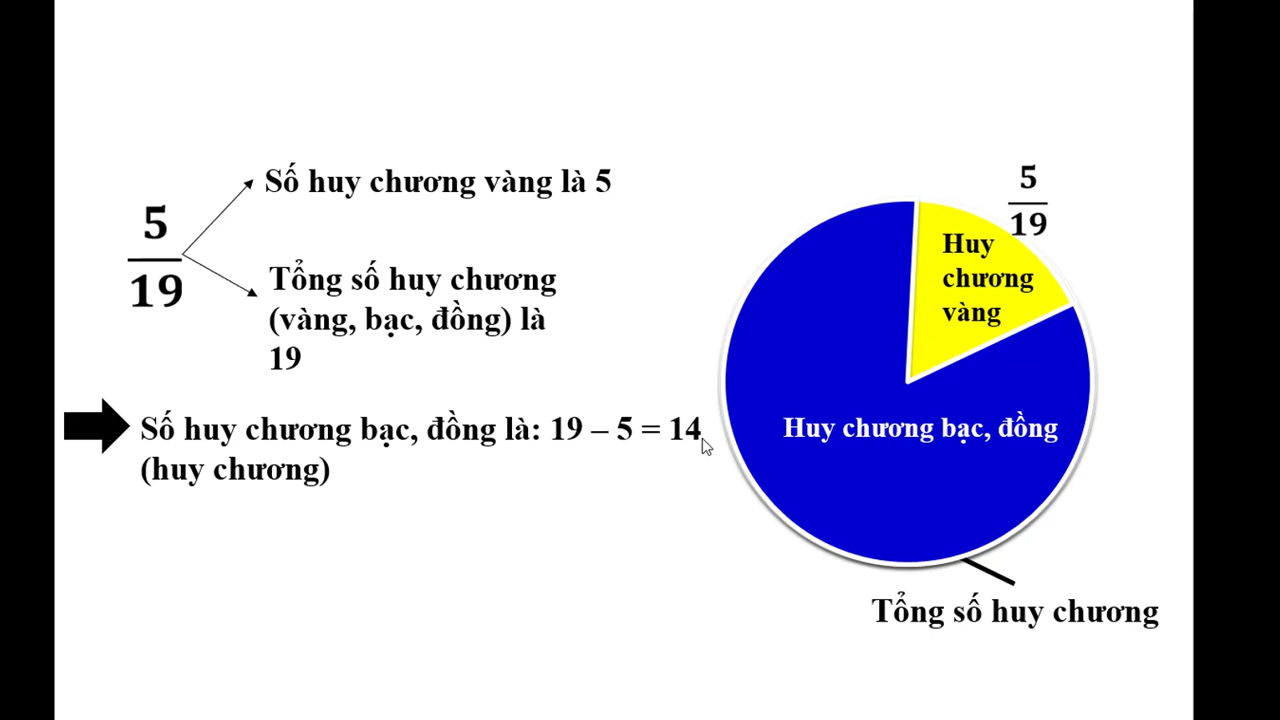 5
19
Số huy chương vàng là 5
Tổng số huy chương
(vàng, bạc, đồng) là
19
Số huy chương bạc, đồng là: 19 – 5 = 14
(huy chương)
5
19
Huy
chương
vàng
Huy chương bạc, đồng
Tổng số huy chương